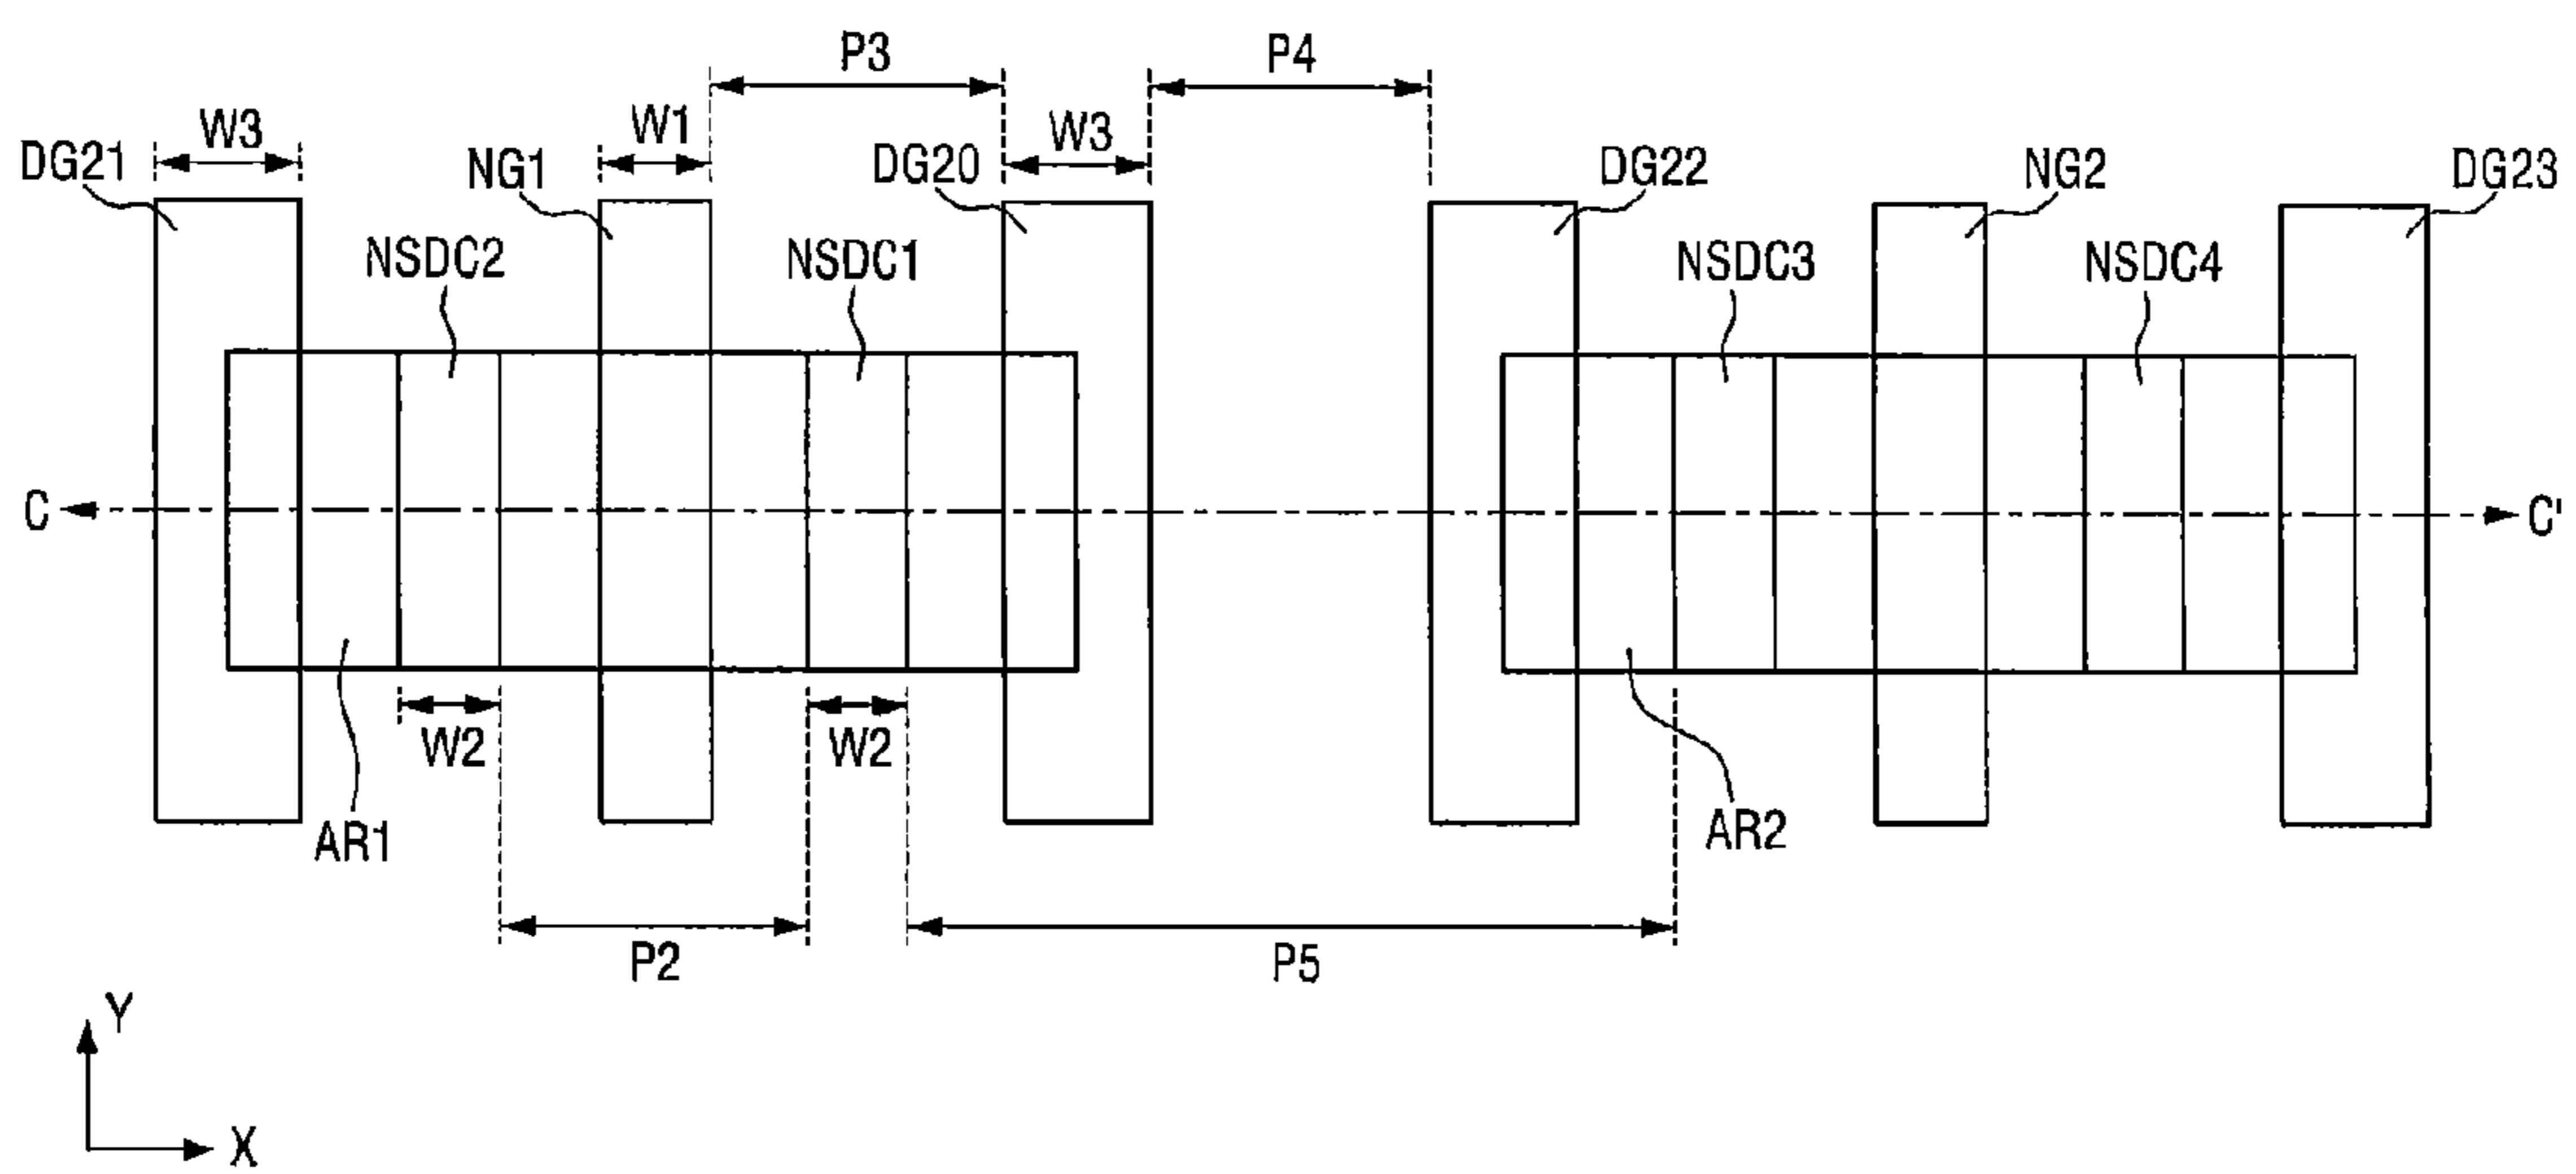 P3
P4
W3
W1
W3
DG21
NG1
DG20
DG22
NG2
DG23
NSDC2
NSDC1
NSDC3
NSDC4
C
C'
W2
W2
AR1
AR2
P2
P5
Y
X